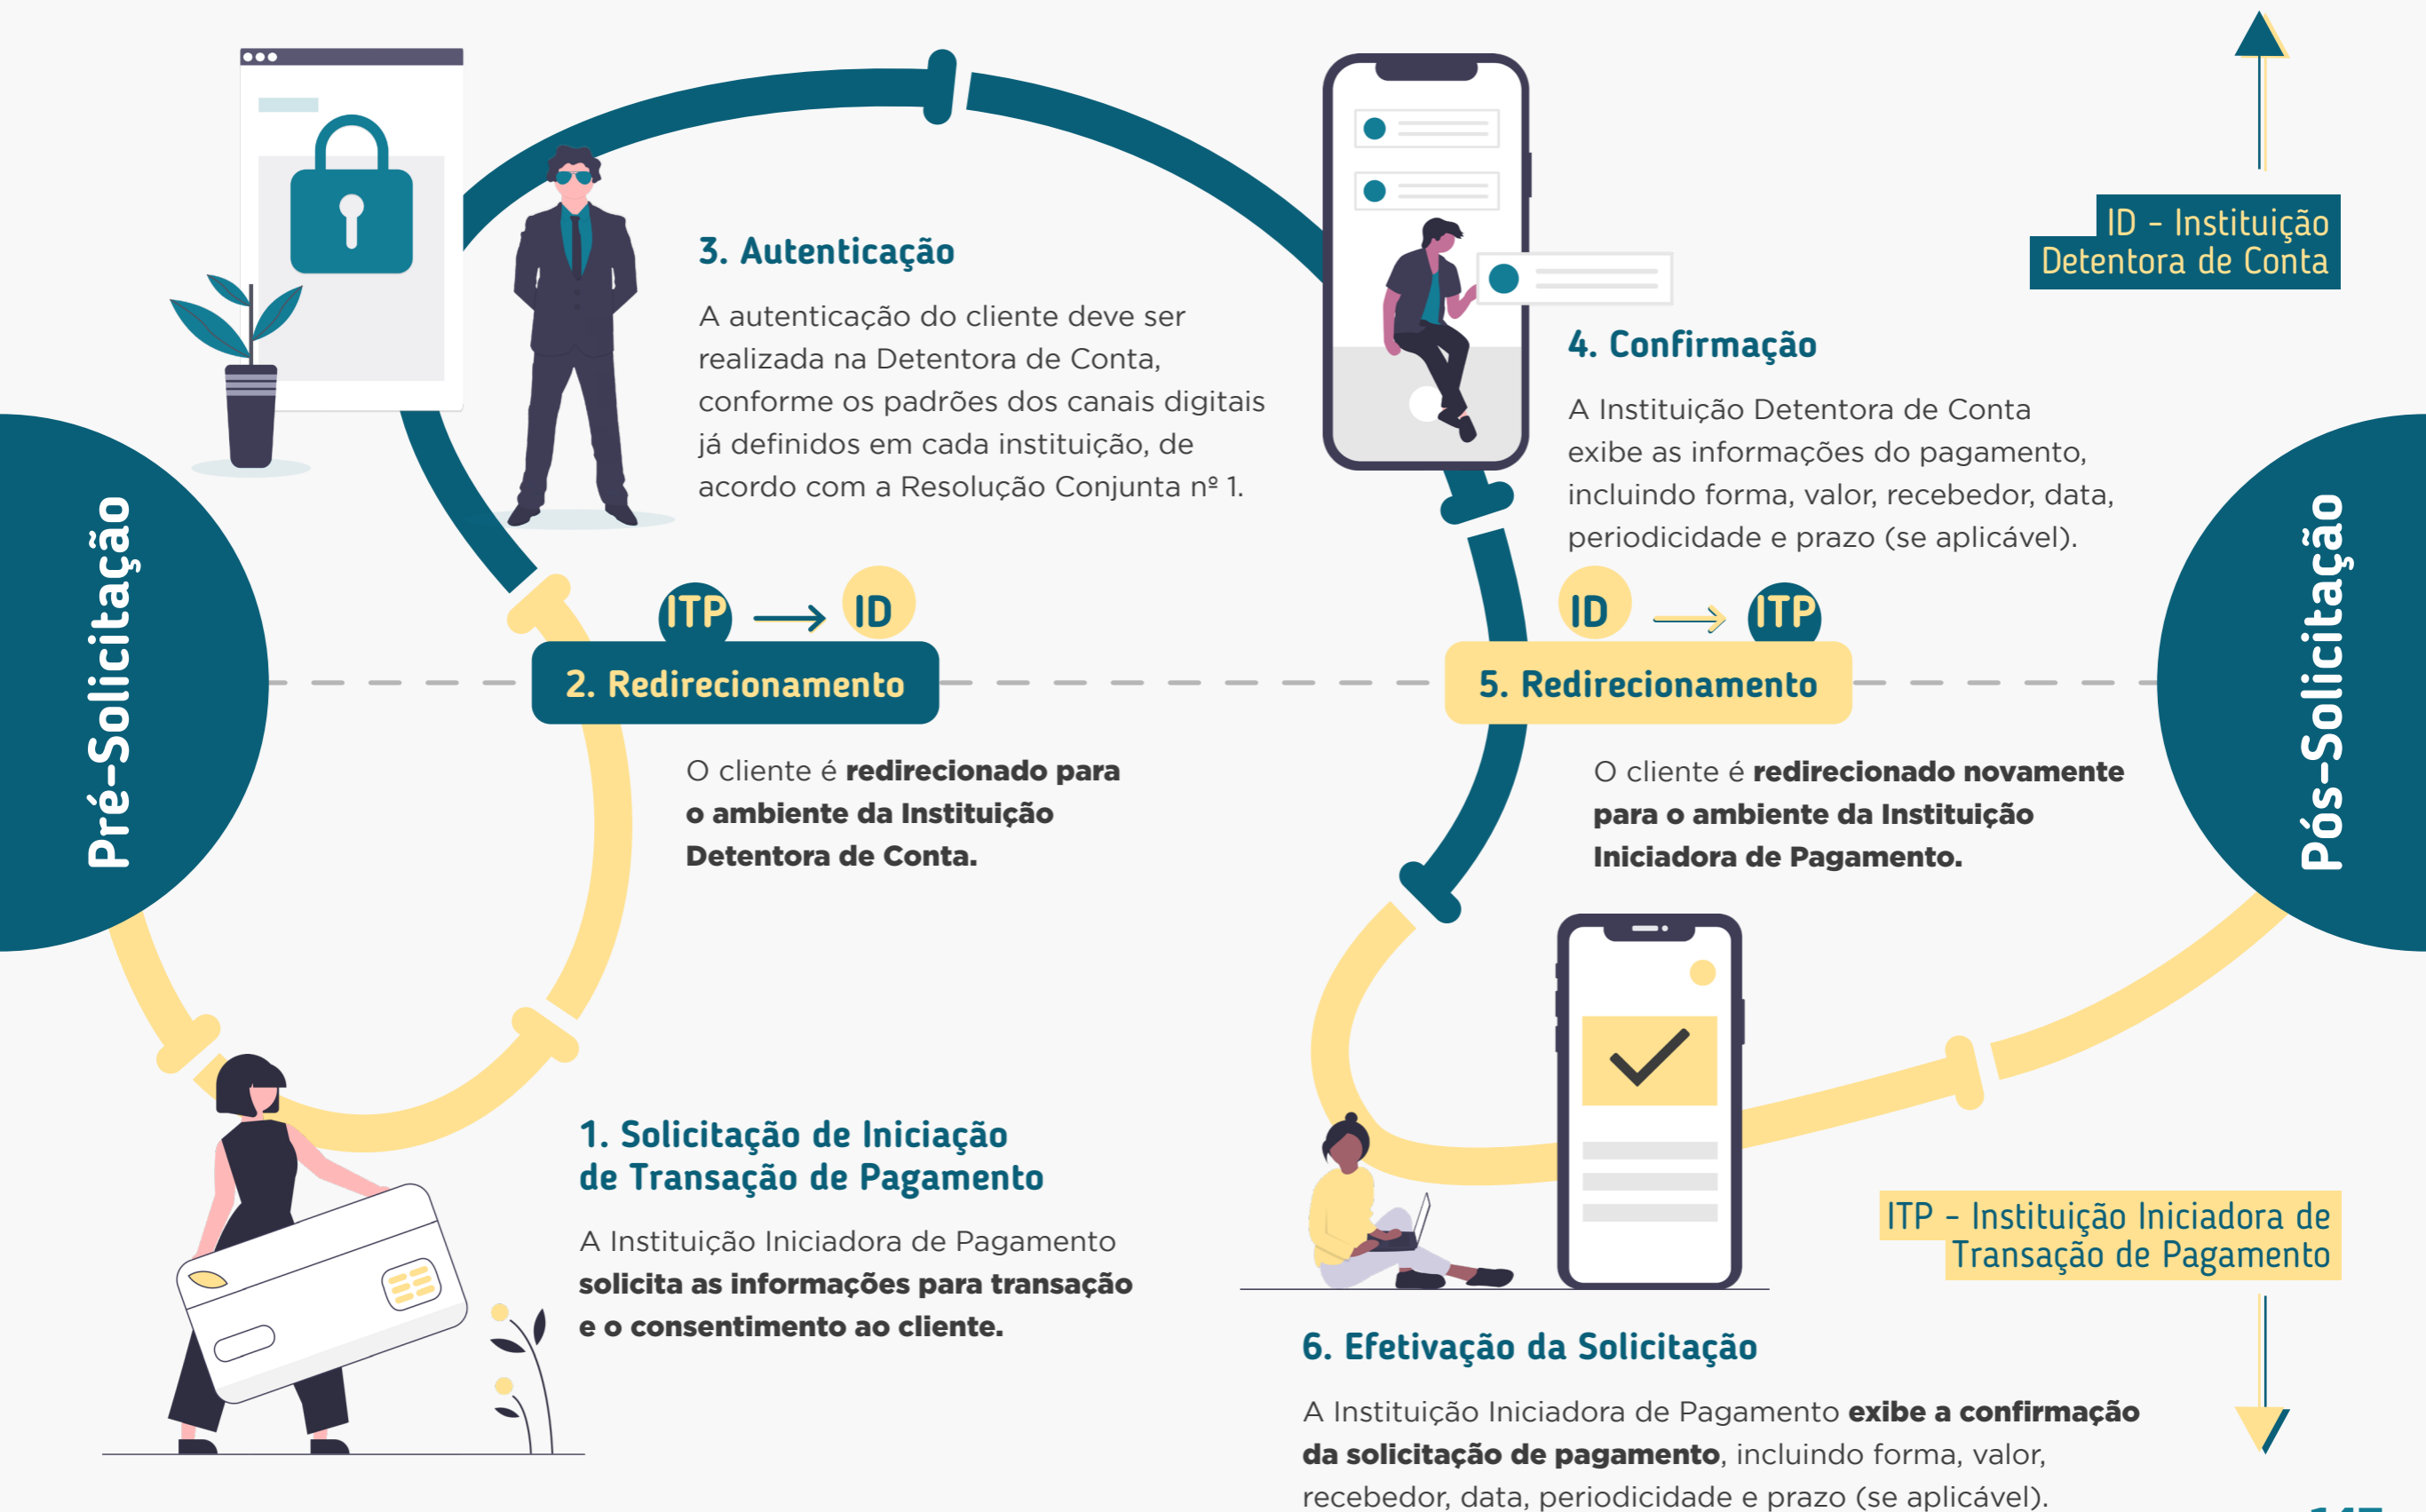 Pré-Solicitação
1. Solicitação de Iniciação
de Transação de Pagamento
A Instituição Iniciadora de Pagamento
solicita as informações para transação
e o consentimento ao cliente.
ITP
ID
2. Redirecionamento
O cliente é redirecionado para
o ambiente da Instituição
Detentora de Conta.
3. Autenticação
A autenticação do cliente deve ser
realizada na Detentora de Conta,
conforme os padrões dos canais digitais
já definidos em cada instituição, de
acordo com a Resolução Conjunta nº 1.
4. Confirmação
A Instituição Detentora de Conta
exibe as informações do pagamento,
incluindo forma, valor, recebedor, data,
periodicidade e prazo (se aplicável).
ID
ITP
5. Redirecionamento
O cliente é redirecionado novamente
para o ambiente da Instituição
Iniciadora de Pagamento.
6. Efetivação da Solicitação
A Instituição Iniciadora de Pagamento exibe a confirmação
da solicitação de pagamento, incluindo forma, valor,
recebedor, data, periodicidade e prazo (se aplicável).
Pós-Solicitação
ID - Instituição
Detentora de Conta
ITP - Instituição Iniciadora de
Transação de Pagamento